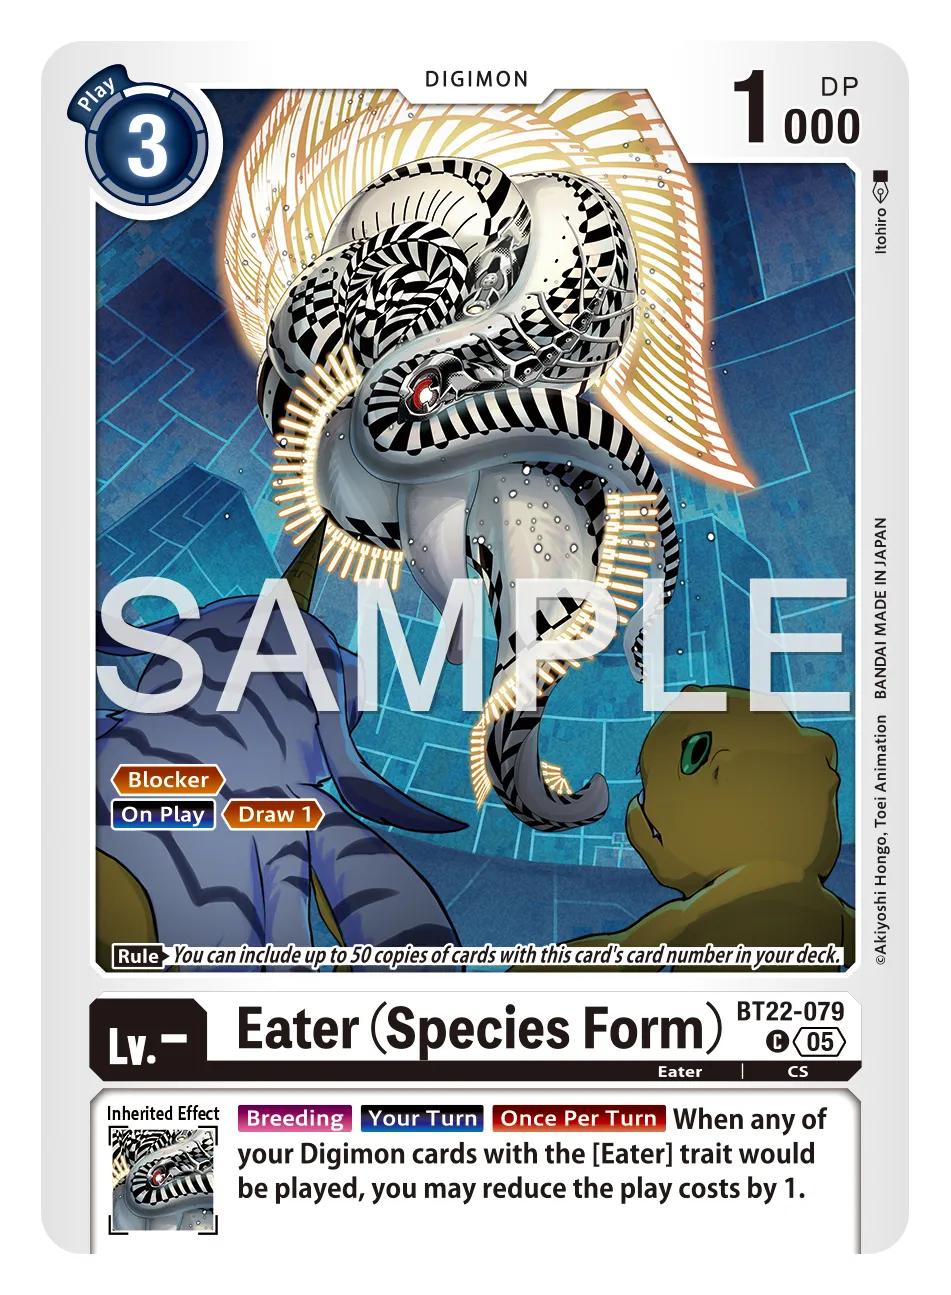 DIGIMON
Play
3
DP
1000
Itohiro
SAMPLE
Blocker
On Play Draw 1
Rule You can include up to 50 copies of cards with this card's card number in your deck.
©Akiyoshi Hongo, Toei Animation BANDAI MADE IN JAPAN
Lv.–
Eater (Species Form)
BT22-079
C 05
Eater | CS
Inherited Effect
Breeding Your Turn Once Per Turn When any of
your Digimon cards with the [Eater] trait would
be played, you may reduce the play costs by 1.